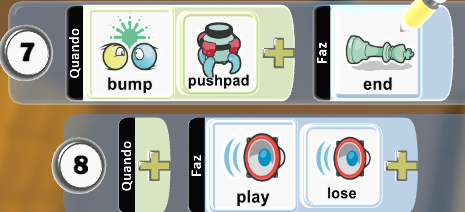 7 Quando bump pushpad Faz end
8 Quando Faz play lose